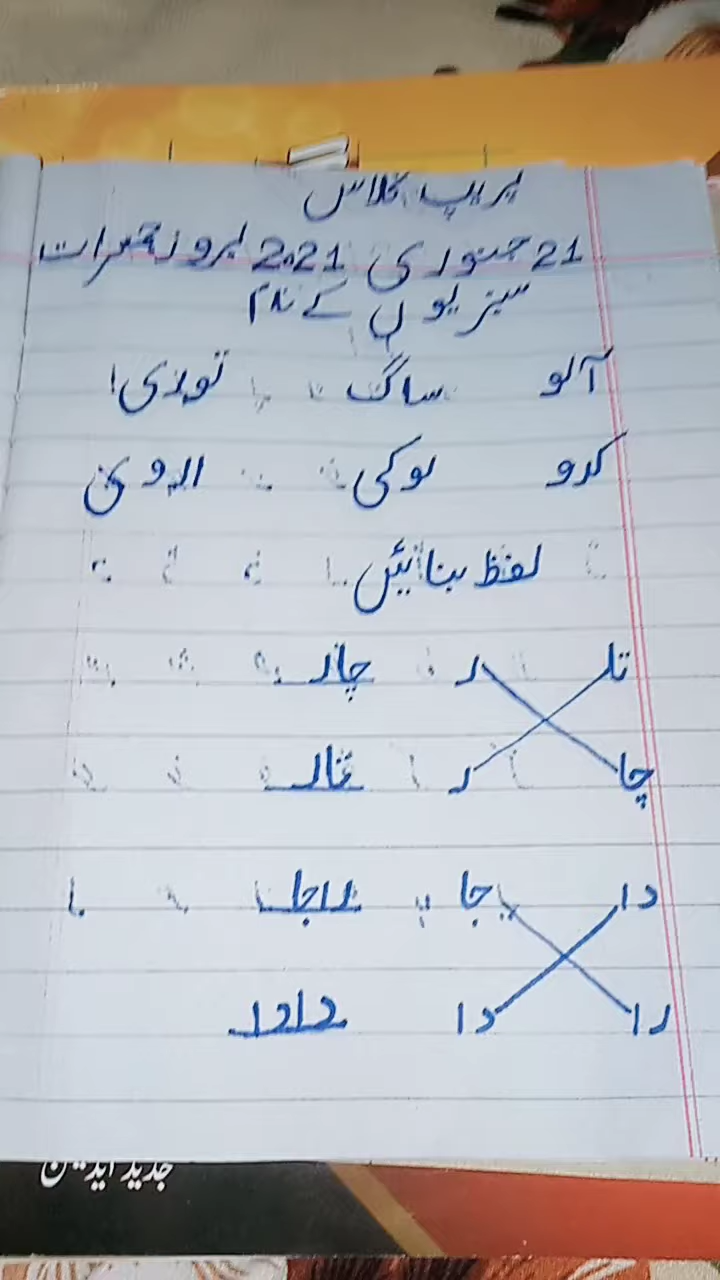 پریپ کلاس
21 جنوری 2021 بروز جمعرات
سبزیوں کے نام
آلو ساگ توری
کدو لوکی اروی
لفظ بنائیں
تا ر چار
چا ر تار
دا جا راجا
را دا دادا
جدید ایڈیشن